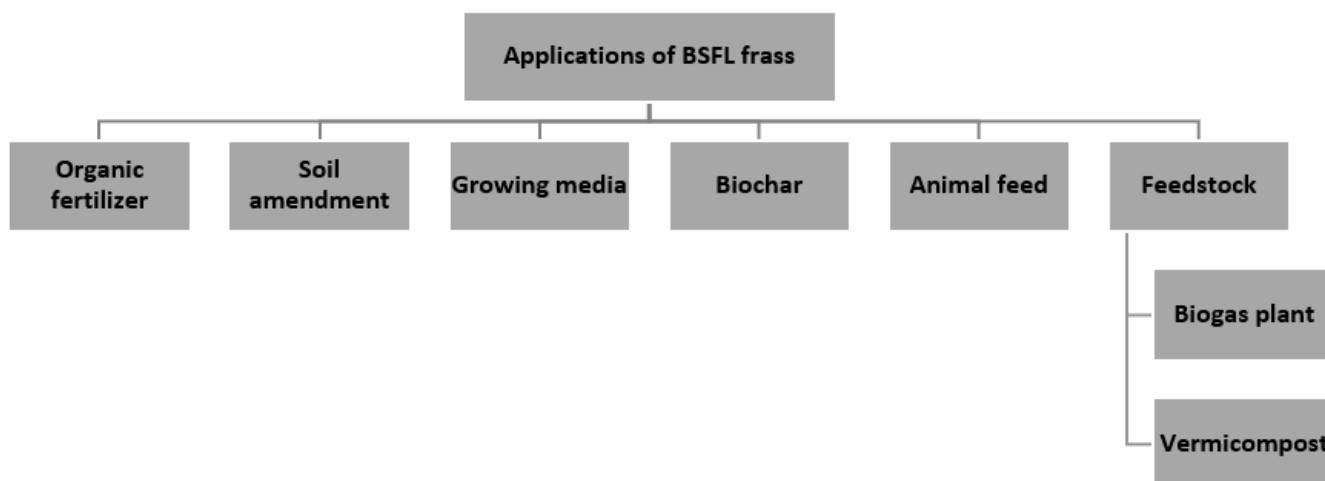 Applications of BSFL frass
Organic
fertilizer
Soil
amendment
Growing media
Biochar
Animal feed
Feedstock
Biogas plant
Vermicompost